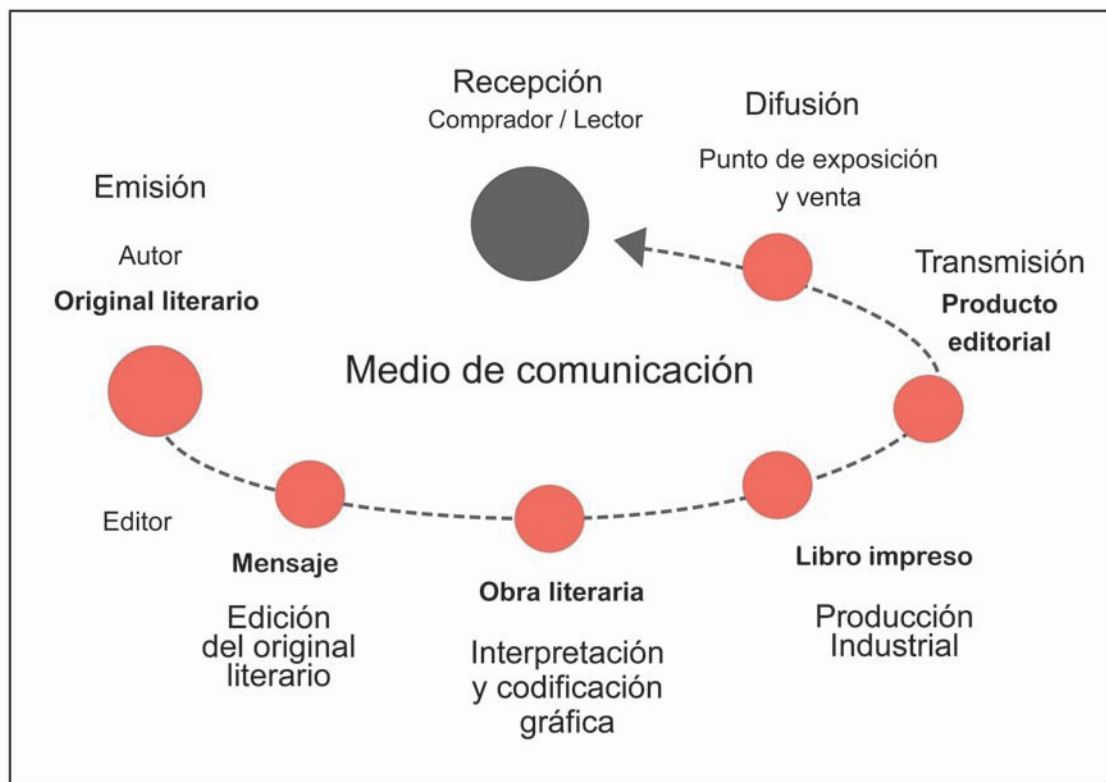 Recepción
Comprador / Lector
Difusión
Punto de exposición
y venta
Emisión
Autor
Original literario
Transmisión
Producto
editorial
Medio de comunicación
Editor
Mensaje
Edición
del original
literario
Obra literaria
Interpretación
y codificación
gráfica
Libro impreso
Producción
Industrial